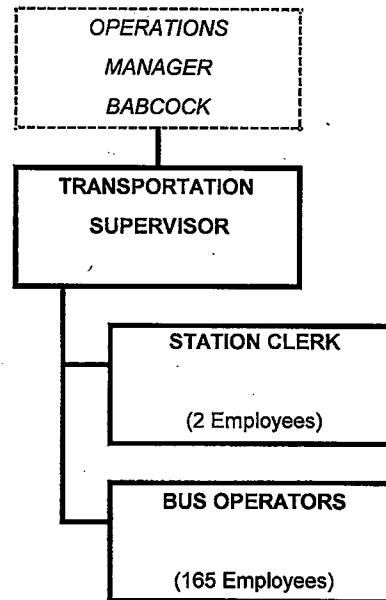 OPERATIONS
MANAGER
BABCOCK
TRANSPORTATION
SUPERVISOR
STATION CLERK
(2 Employees)
BUS OPERATORS
(165 Employees)